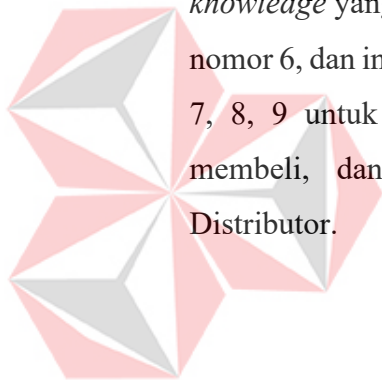 knowledge yang
nomor 6, dan in
7, 8, 9 untuk
membeli, dan
Distributor.